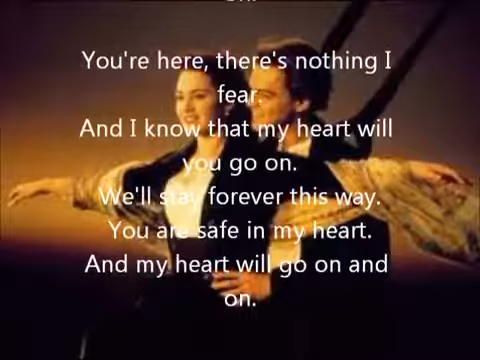 You're here, there's nothing I
fear.
And I know that my heart will
you go on.
We'll stay forever this way.
You are safe in my heart.
And my heart will go on and
on.